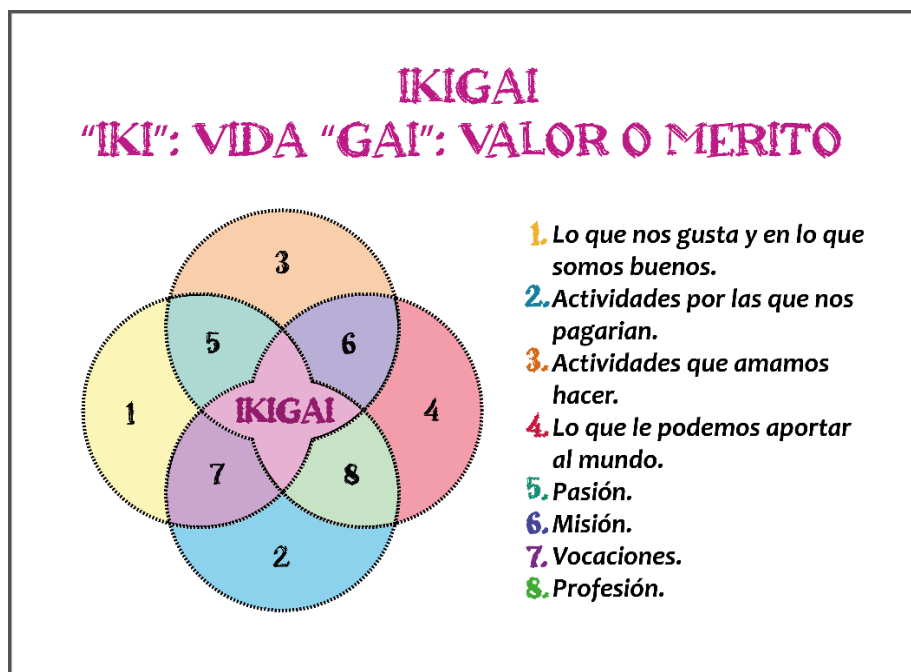 IKIGAI
"IKI": VIDA "GAI": VALOR O MERITO
3
5
6
1
IKIGAI
4
7
8
2
1. Lo que nos gusta y en lo que
somos buenos.
2. Actividades por las que nos
pagarian.
3. Actividades que amamos
hacer.
4. Lo que le podemos aportar
al mundo.
5. Pasión.
6. Misión.
7. Vocaciones.
8. Profesión.